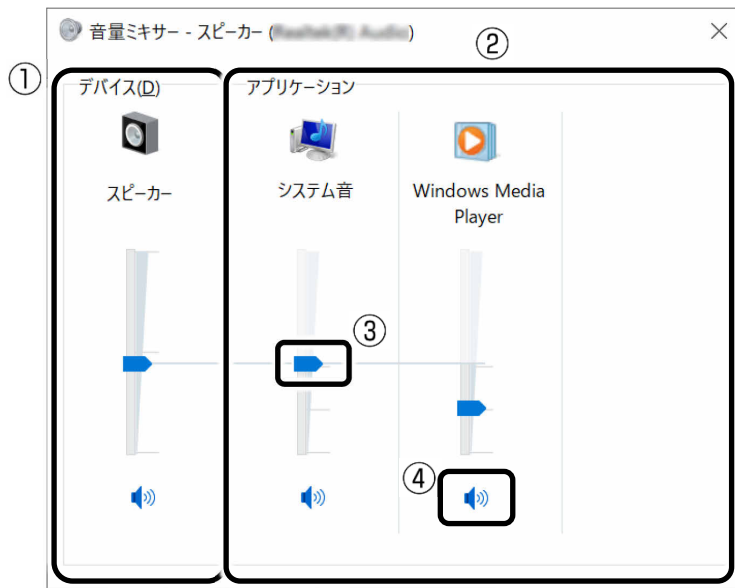 音量ミキサー - スピーカー ( )
②
①
デバイス(D)
アプリケーション
スピーカー
システム音
Windows Media
Player
③
④